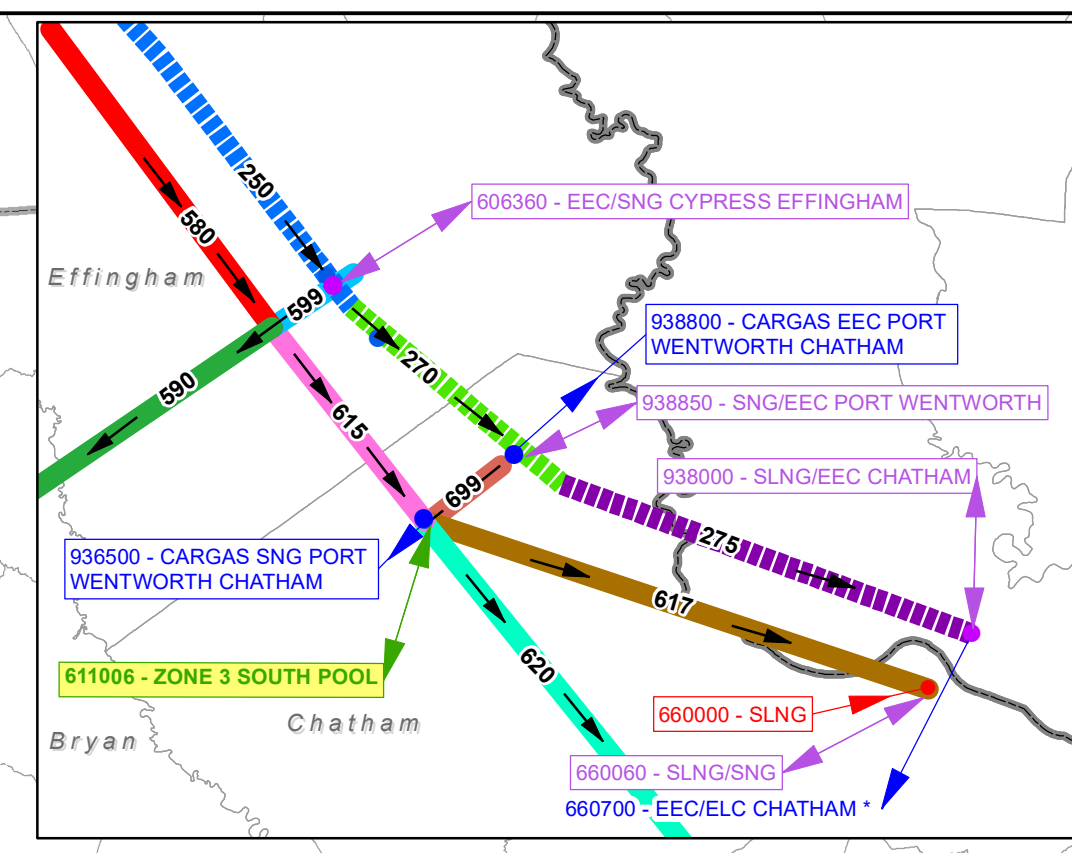 250
606360 - EEC/SNG CYPRESS EFFINGHAM
580
Effingham
599
938800 - CARGAS EEC PORT
WENTWORTH CHATHAM
270
590
938850 - SNG/EEC PORT WENTWORTH
615
938000 - SLNG/EEC CHATHAM
699
275
936500 - CARGAS SNG PORT
WENTWORTH CHATHAM
617
620
611006 - ZONE 3 SOUTH POOL
660000 - SLNG
Chatham
Bryan
660060 - SLNG/SNG
660700 - EEC/ELC CHATHAM *